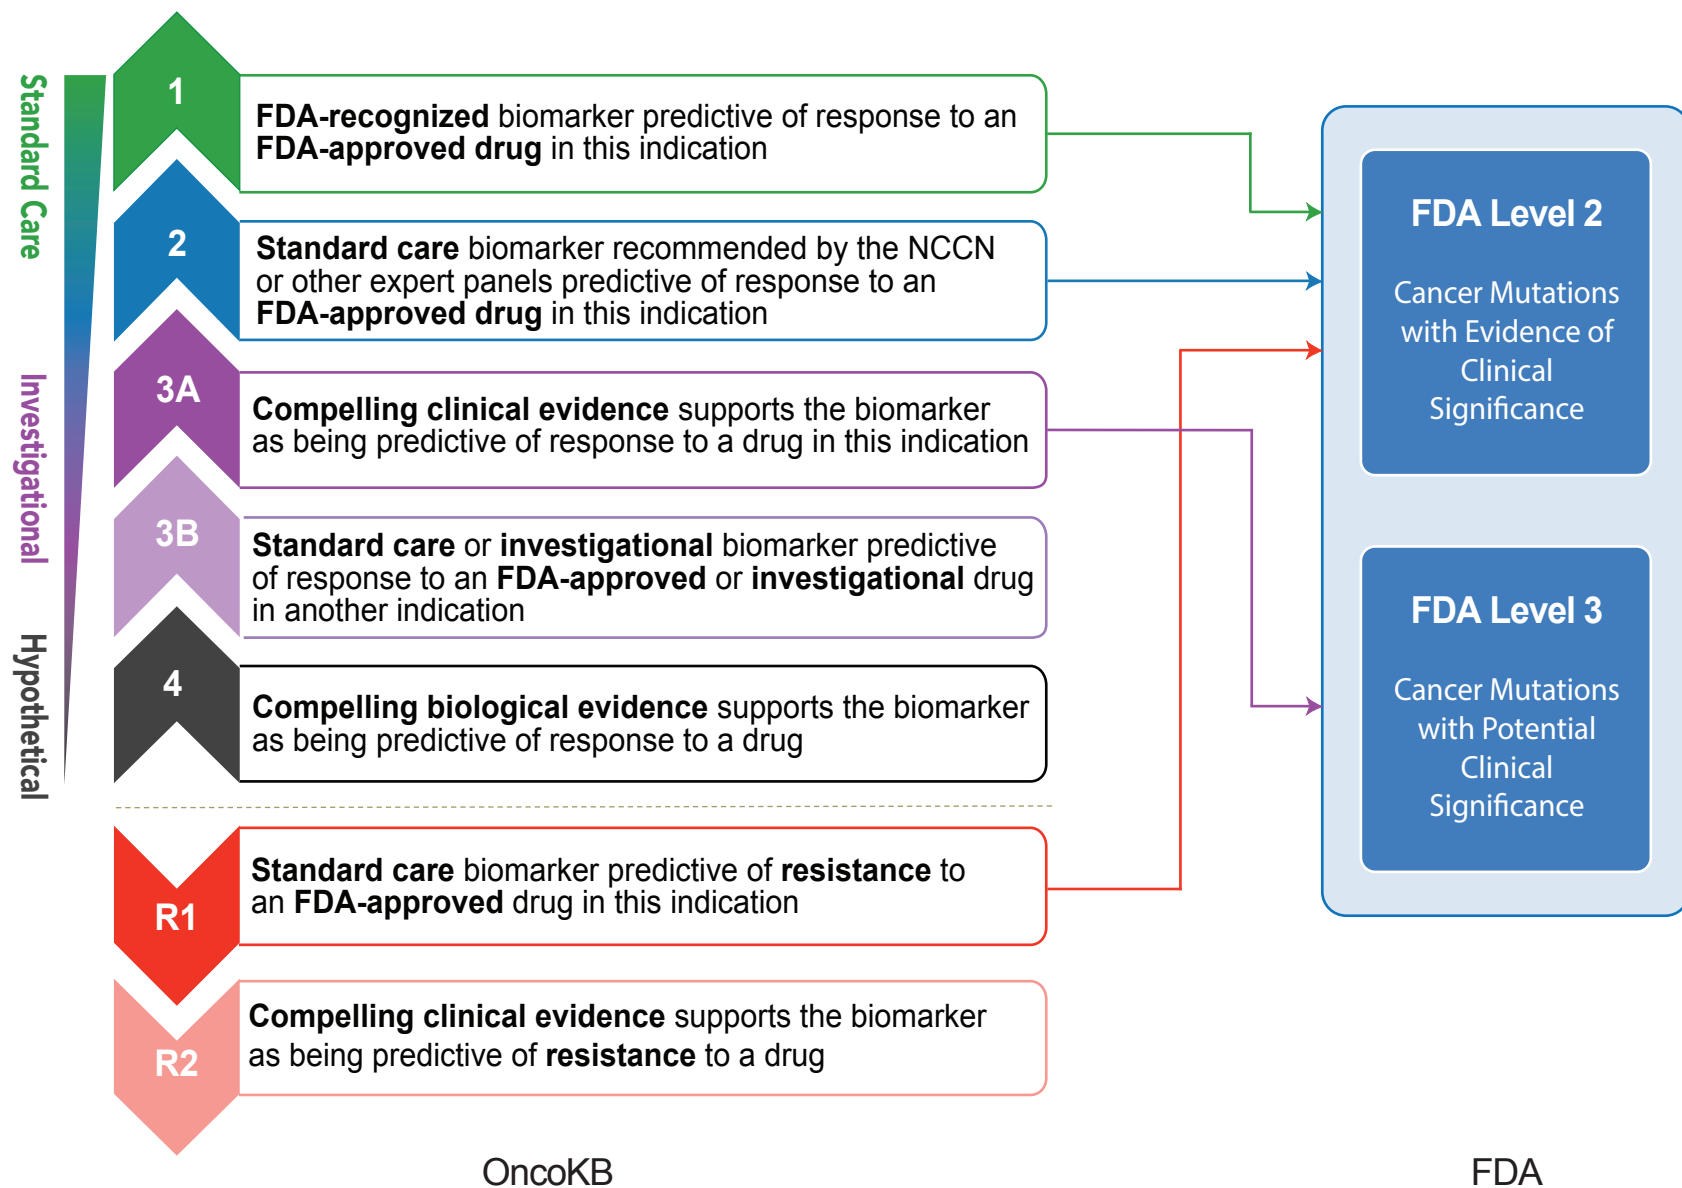 Standard Care
Investigational
Hypothetical
1
FDA-recognized biomarker predictive of response to an
FDA-approved drug in this indication
2
Standard care biomarker recommended by the NCCN
or other expert panels predictive of response to an
FDA-approved drug in this indication
3A
Compelling clinical evidence supports the biomarker
as being predictive of response to a drug in this indication
3B
Standard care or investigational biomarker predictive
of response to an FDA-approved or investigational drug
in another indication
4
Compelling biological evidence supports the biomarker
as being predictive of response to a drug
R1
Standard care biomarker predictive of resistance to
an FDA-approved drug in this indication
R2
Compelling clinical evidence supports the biomarker
as being predictive of resistance to a drug
OncoKB
FDA Level 2
Cancer Mutations
with Evidence of
Clinical
Significance
FDA Level 3
Cancer Mutations
with Potential
Clinical
Significance
FDA